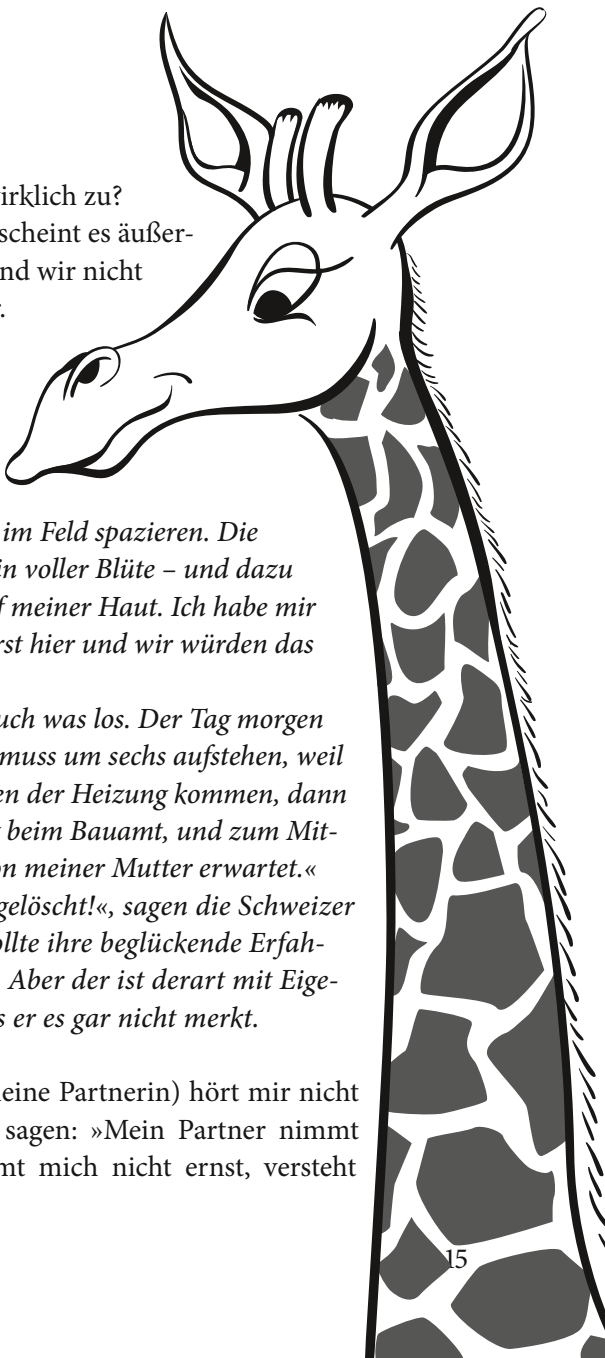 irklich zu?
scheint es äußer-
nd wir nicht
im Feld spazieren. Die
in voller Blüte – und dazu
f meiner Haut. Ich habe mir
rst hier und wir würden das
uch was los. Der Tag morgen
muss um sechs aufstehen, weil
en der Heizung kommen, dann
beim Bauamt, und zum Mit-
on meiner Mutter erwartet.«
gelöscht!«, sagen die Schweizer
ollte ihre beglückende Erfah-
Aber der ist derart mit Eige-
s er es gar nicht merkt.
eine Partnerin) hört mir nicht
sagen: »Mein Partner nimmt
mt mich nicht ernst, versteht
15